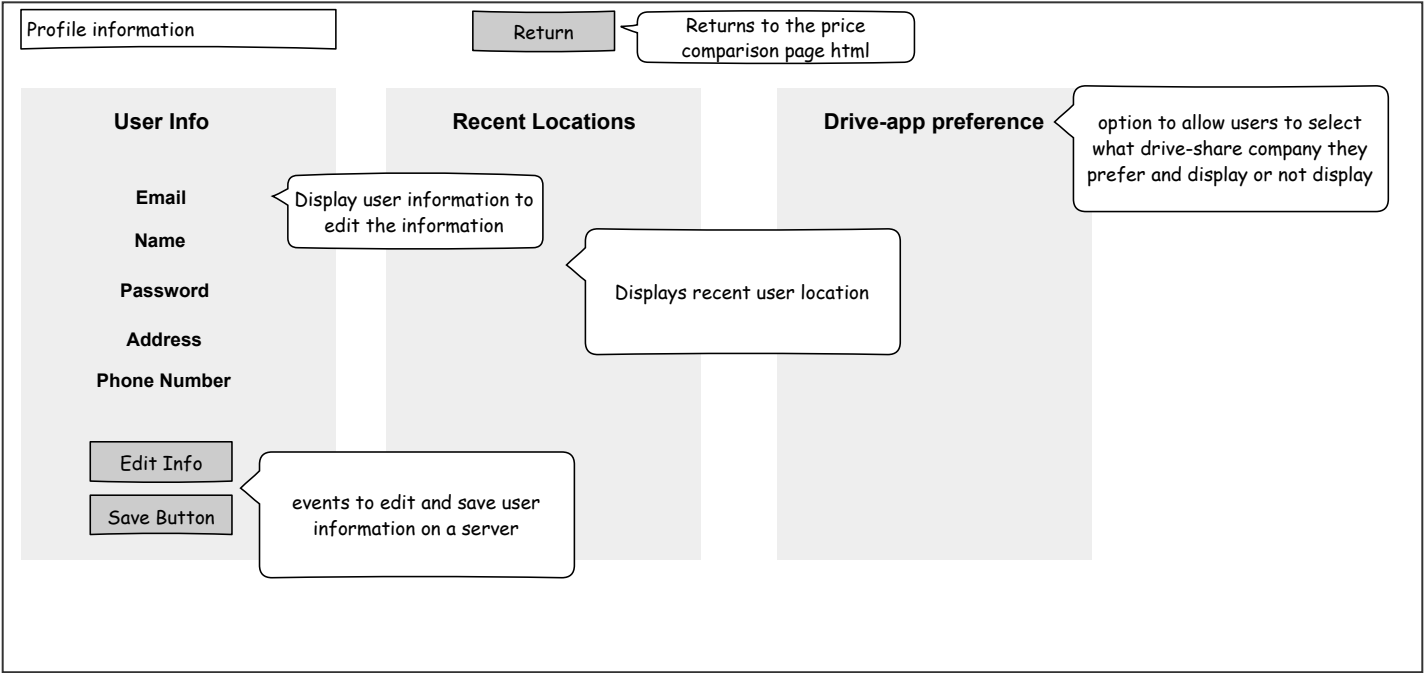 Profile information
Return
Returns to the price
comparison page html
User Info
Email
Name
Password
Address
Phone Number
Edit Info
Save Button
Display user information to
edit the information
events to edit and save user
information on a server
Recent Locations
Displays recent user location
Drive-app preference
option to allow users to select
what drive-share company they
prefer and display or not display